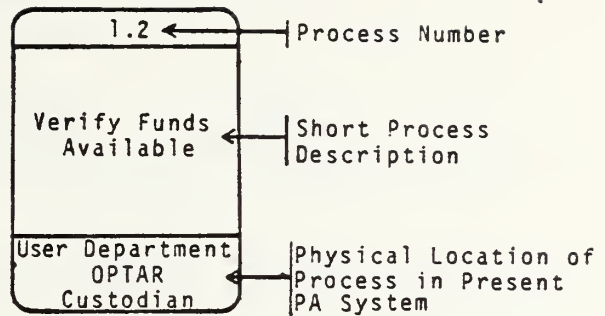 1.2
Process Number
Verify Funds
Available
Short Process
Description
User Department
OPTAR
Custodian
Physical Location of
Process in Present
PA System